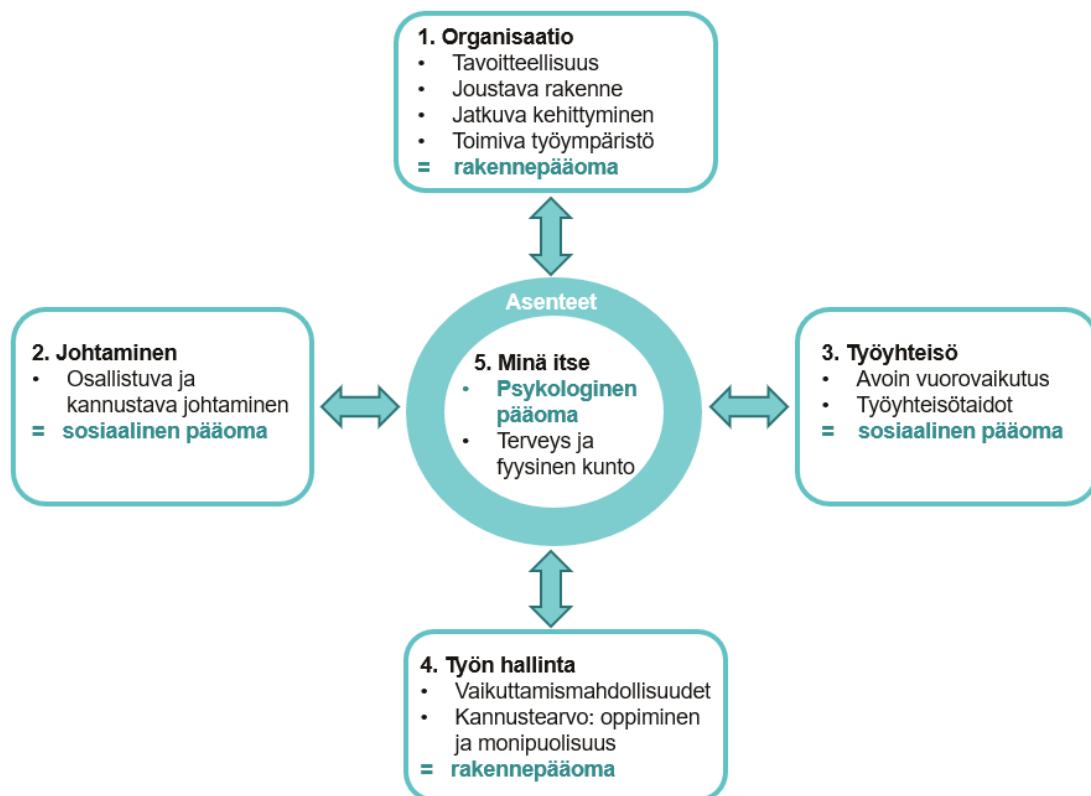 1. Organisaatio
• Tavoitteellisuus
• Joustava rakenne
• Jatkuva kehittyminen
• Toimiva työympäristö
= rakennepääoma
Asenteet
2. Johtaminen
• Osallistuva ja
kannustava johtaminen
= sosiaalinen pääoma
5. Minä itse
• Psykologinen
pääoma
• Terveys ja
fyysinen kunto
3. Työyhteisö
• Avoin vuorovaikutus
• Työyhteisötaidot
= sosiaalinen pääoma
4. Työn hallinta
• Vaikuttamismahdollisuudet
• Kannustearvo: oppiminen
ja monipuolisuus
= rakennepääoma